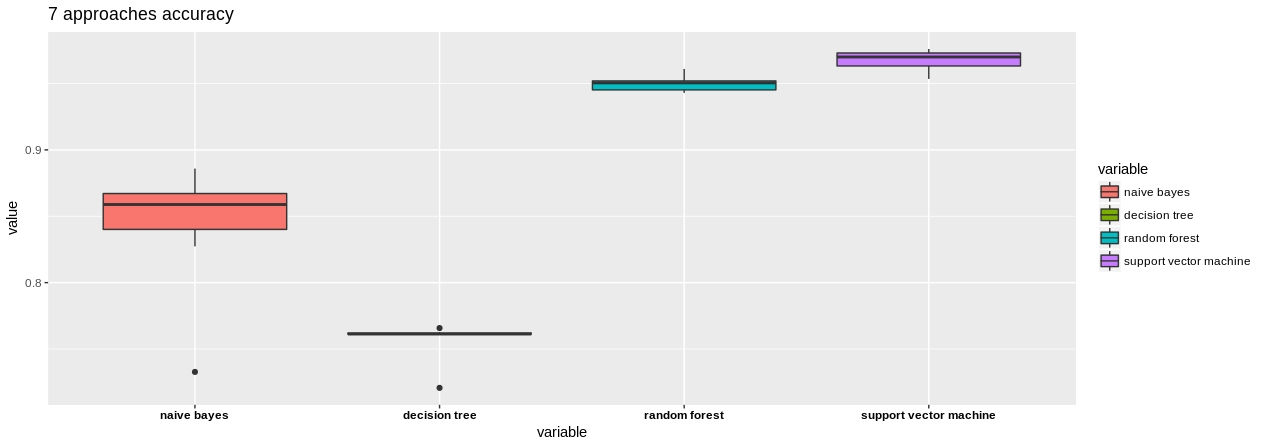 7 approaches accuracy
value
0.9
0.8
naive bayes
decision tree
random forest
support vector machine
variable
variable
naive bayes
decision tree
random forest
support vector machine